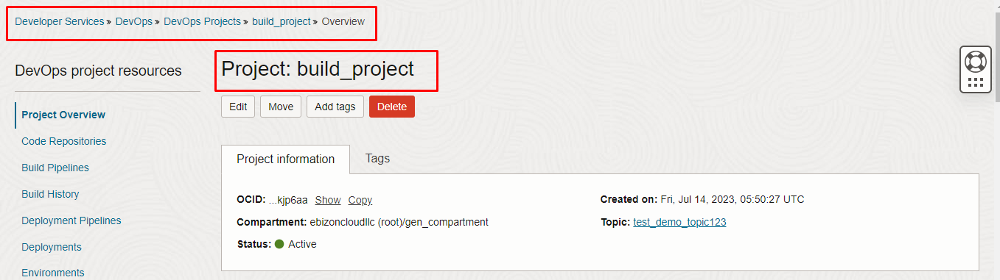 Developer Services » DevOps » DevOps Projects » build_project » Overview
DevOps project resources
Project Overview
Code Repositories
Build Pipelines
Build History
Deployment Pipelines
Deployments
Environments
Project: build_project
Edit Move Add tags Delete
Project information Tags
OCID: ...kjp6aa Show Copy
Compartment: ebizoncloudllc (root)/gen_compartment
Status: Active
Created on: Fri, Jul 14, 2023, 05:50:27 UTC
Topic: test_demo_topic123